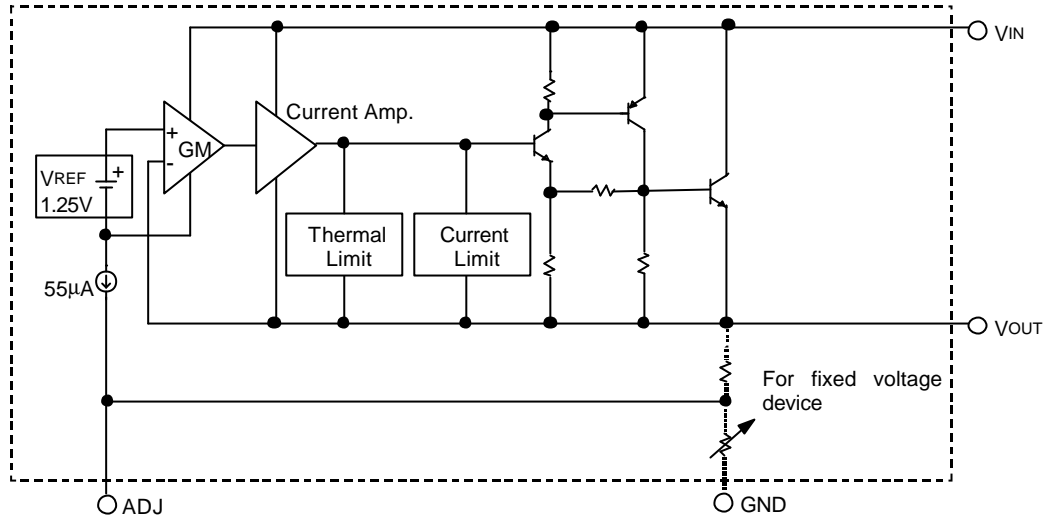 VIN
Current Amp.
+
GM
-
+
VREF
1.25V
Thermal
Limit
Current
Limit
55µA
VOUT
For fixed voltage
device
ADJ
GND